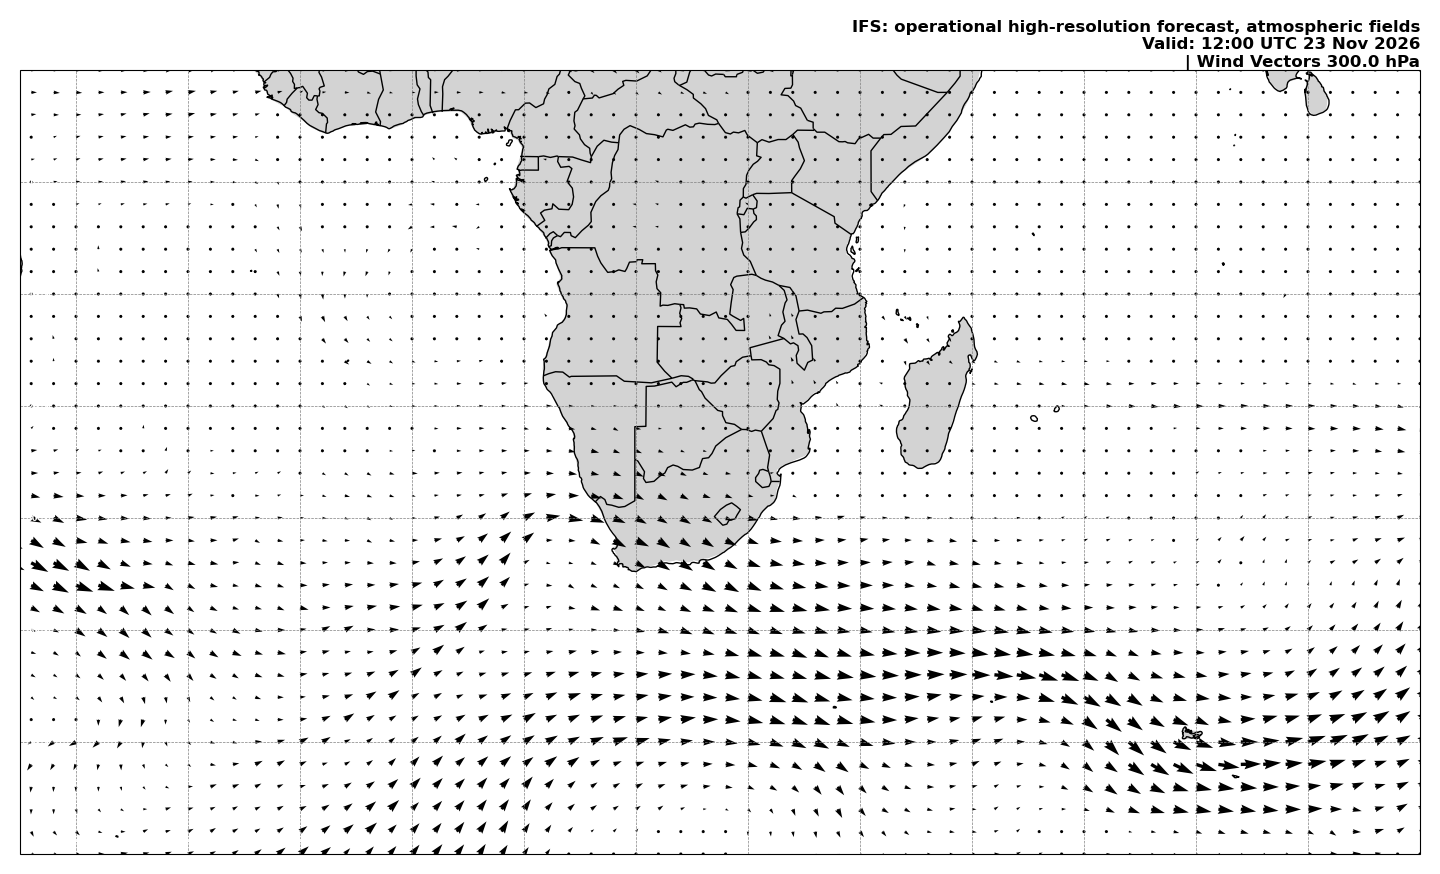 IFS: operational high-resolution forecast, atmospheric fields
Valid: 12:00 UTC 23 Nov 2026
| Wind Vectors 300.0 hPa